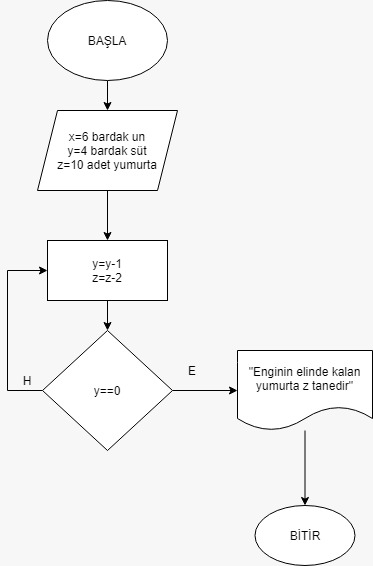 BAŞLA
x=6 bardak un
y=4 bardak süt
z=10 adet yumurta
y=y-1
z=z-2
H
y==0
E
"Enginin elinde kalan
yumurta z tanedir"
BİTİR